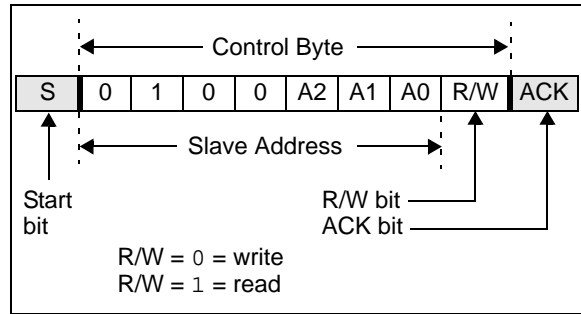 Control Byte
S 0 1 0 0 A2 A1 A0 R/W ACK
Slave Address
Start
bit
R/W bit
ACK bit
R/W = 0 = write
R/W = 1 = read